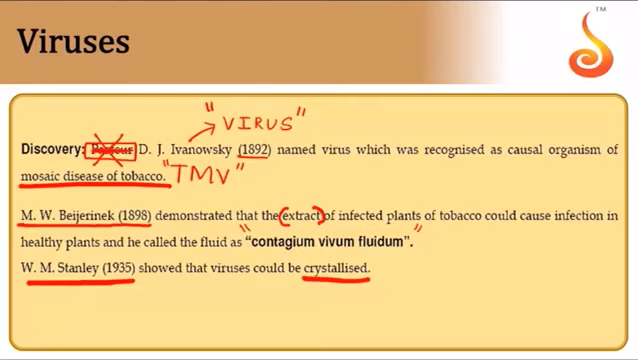 TM
Viruses
" VIRUS "
Discovery: Pasteur D. J. Ivanowsky (1892) named virus which was recognised as causal organism of
mosaic disease of tobacco. "TMV"
M. W. Beijerinek (1898) demonstrated that the (extract) of infected plants of tobacco could cause infection in
healthy plants and he called the fluid as "contagium vivum fluidum".
W. M. Stanley (1935) showed that viruses could be crystallised.